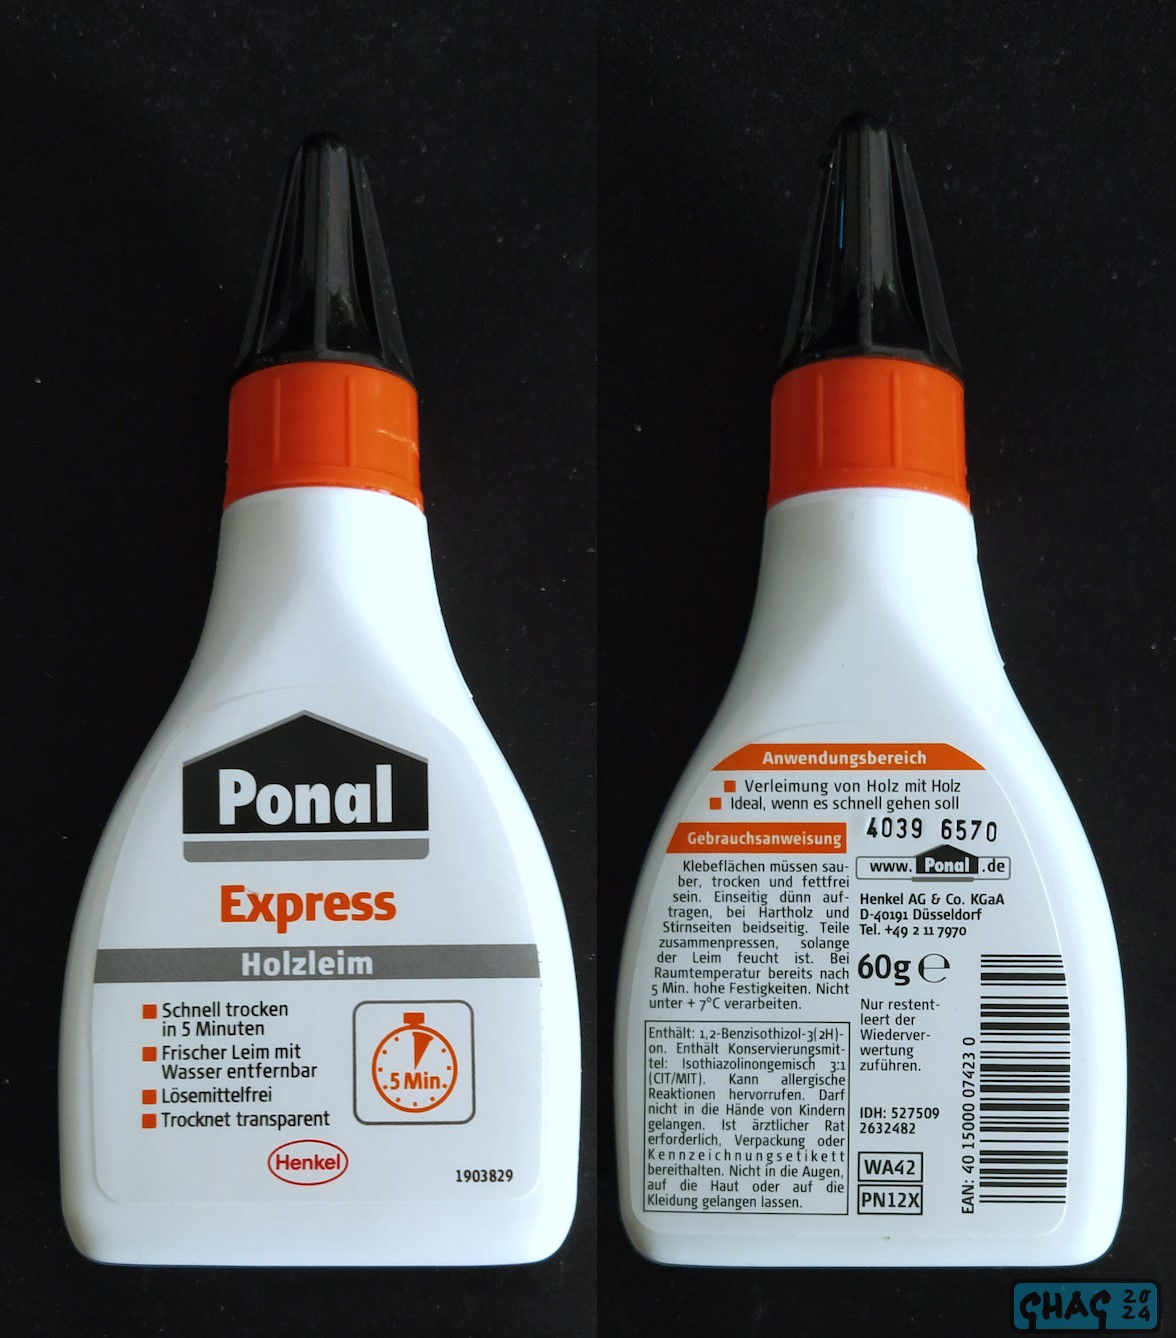 Ponal
Express
Holzleim
Schnell trocken
in 5 Minuten
Frischer Leim mit
Wasser entfernbar
Lösemittelfrei
Trocknet transparent
5 Min.
Henkel
1903829
Anwendungsbereich
Verleimung von Holz mit Holz
Ideal, wenn es schnell gehen soll
4039 6570
Gebrauchsanweisung
Klebeflächen müssen sau-
ber, trocken und fettfrei
sein. Einseitig dünn auf-
tragen, bei Hartholz und
Stirnseiten beidseitig. Teile
zusammenpressen, solange
der Leim feucht ist. Bei
Raumtemperatur bereits nach
5 Min. hohe Festigkeiten. Nicht
unter + 7°C verarbeiten.
www.Ponal.de
Henkel AG & Co. KGaA
D-40191 Düsseldorf
Tel. +49 2 11 7970
60g ℮
Nur restent-
leert der
Wiederver-
wertung
zuführen.
Enthält: 1,2-Benzisothizol-3(2H)-
on. Enthält Konservierungsmit-
tel: Isothiazolinongemisch 3:1
(CIT/MIT). Kann allergische
Reaktionen hervorrufen. Darf
nicht in die Hände von Kindern
gelangen. Ist ärztlicher Rat
erforderlich, Verpackung oder
Kennzeichnungsetikett
bereithalten. Nicht in die Augen,
auf die Haut oder auf die
Kleidung gelangen lassen.
IDH: 527509
2632482
WA42
PN12X
EAN: 40 15000 07423 0
GHAG 2024